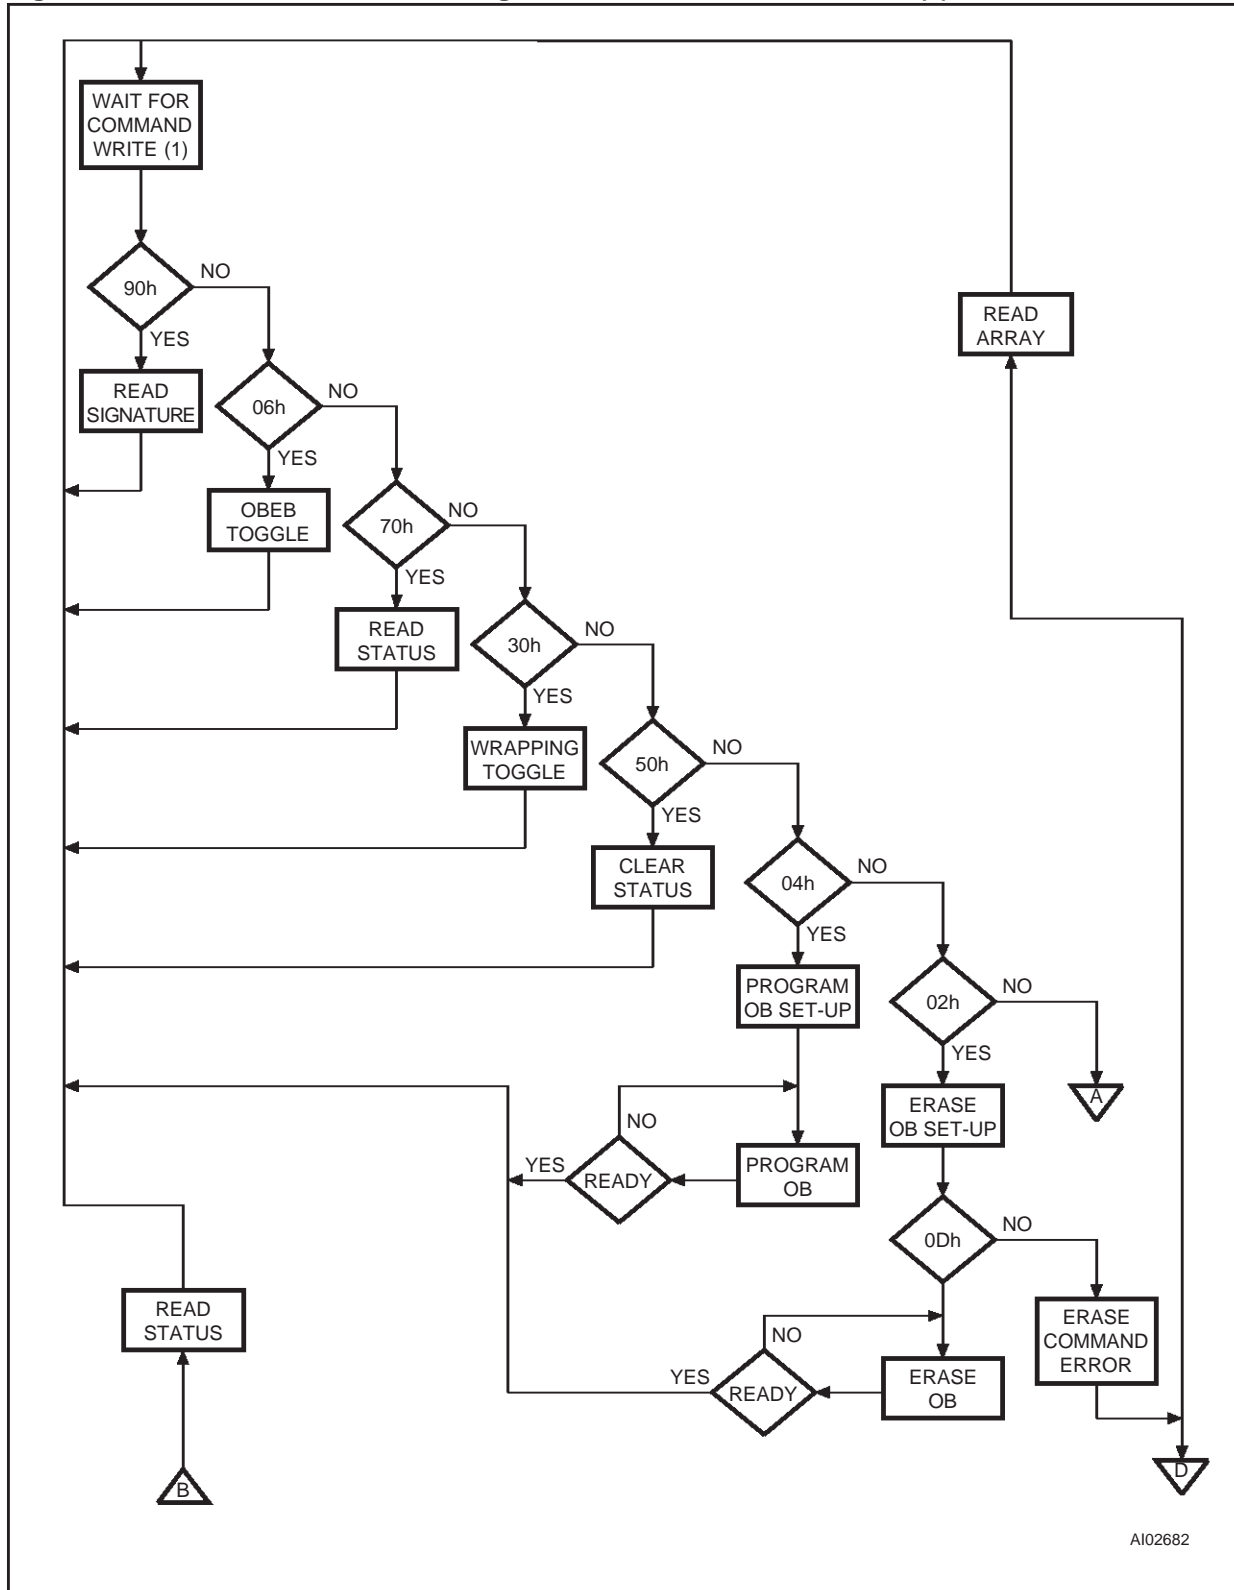 WAIT FOR
COMMAND
WRITE (1)
90h
NO
YES
READ
SIGNATURE
READ
ARRAY
06h
NO
YES
OBEB
TOGGLE
70h
NO
YES
READ
STATUS
30h
NO
YES
WRAPPING
TOGGLE
50h
NO
YES
CLEAR
STATUS
04h
NO
YES
PROGRAM
OB SET-UP
02h
NO
YES
A
ERASE
OB SET-UP
NO
YES
READY
PROGRAM
OB
0Dh
NO
READ
STATUS
ERASE
COMMAND
ERROR
NO
YES
READY
ERASE
OB
B
D
AI02682